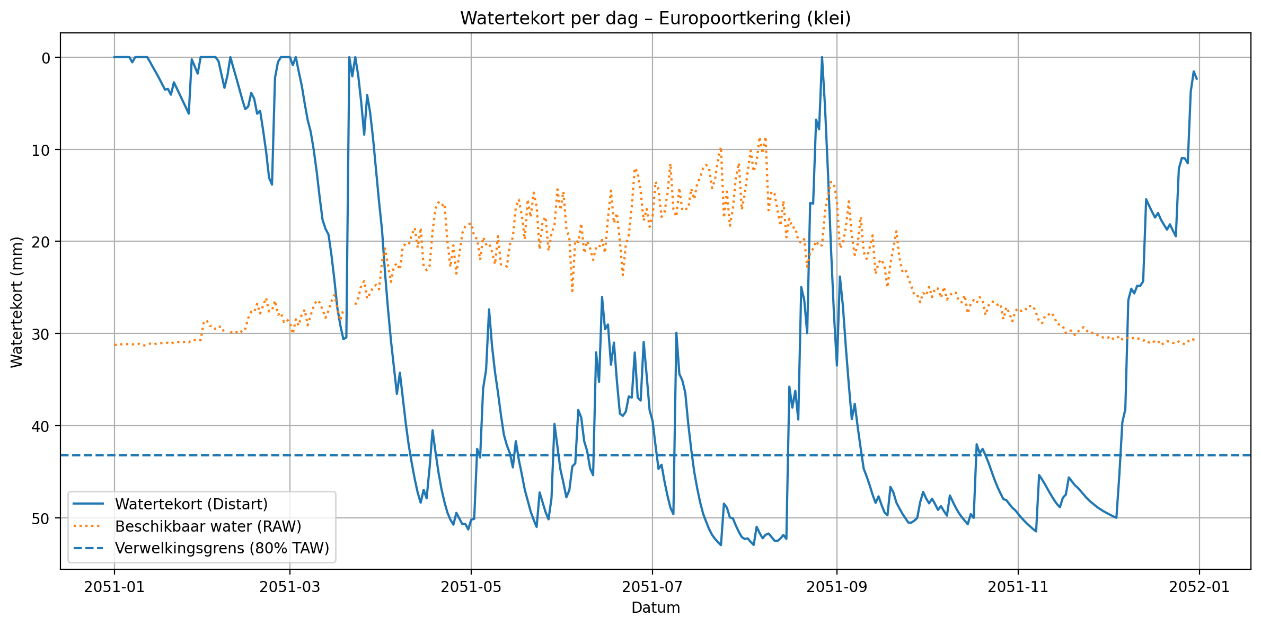 Watertekort per dag – Europoortkering (klei)
Watertekort (mm)
0
10
20
30
40
50
Watertekort (Distart)
Beschikbaar water (RAW)
Verwelkingsgrens (80% TAW)
2051-01
2051-03
2051-05
2051-07
2051-09
2051-11
2052-01
Datum